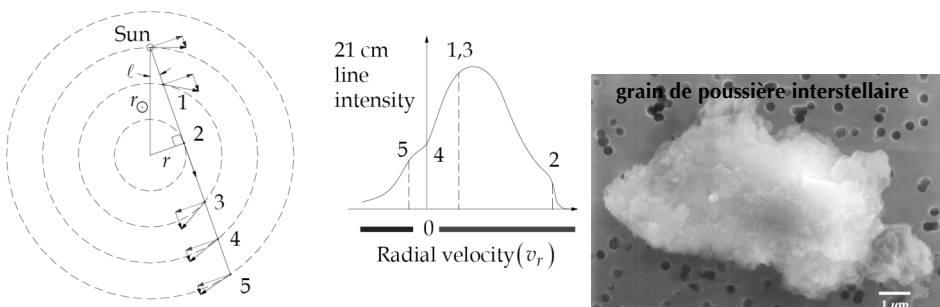 Sun
ℓ
1
r⊙
2
r
3
4
5
21 cm
line
intensity
1,3
5
4
2
0
Radial velocity(vᵣ)
grain de poussière interstellaire
1 µm